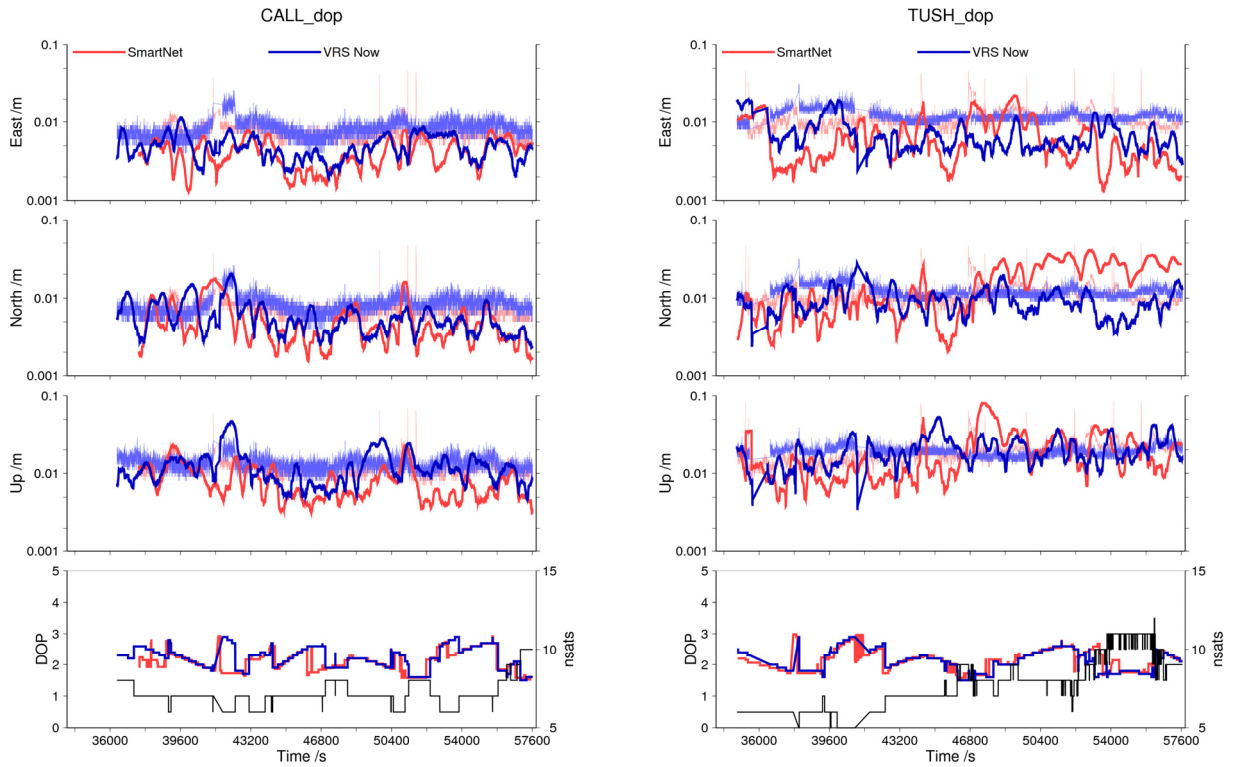 CALL_dop
SmartNet VRS Now
0.1
0.01
0.001
East /m
0.1
0.01
0.001
North /m
0.1
0.01
0.001
Up /m
5
4
3
2
1
0
DOP
15
10
5
nsats
36000 39600 43200 46800 50400 54000 57600
Time /s
TUSH_dop
SmartNet VRS Now
0.1
0.01
0.001
East /m
0.1
0.01
0.001
North /m
0.1
0.01
0.001
Up /m
5
4
3
2
1
0
DOP
15
10
5
nsats
36000 39600 43200 46800 50400 54000 57600
Time /s